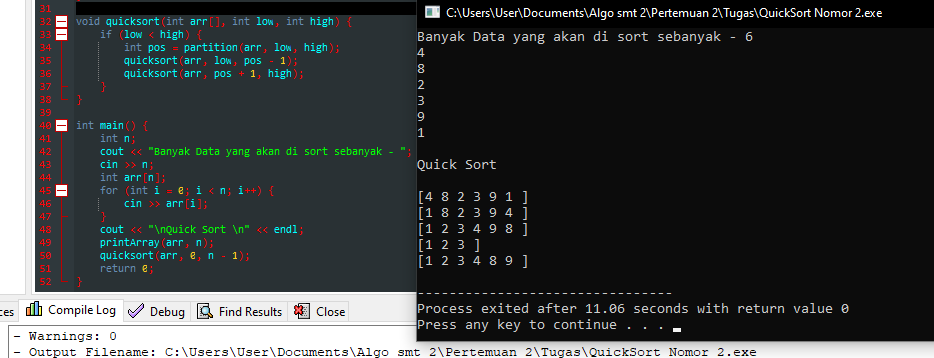 31
32 void quicksort(int arr[], int low, int high) {
33 if (low < high) {
34 int pos = partition(arr, low, high);
35 quicksort(arr, low, pos - 1);
36 quicksort(arr, pos + 1, high);
37 }
38 }
39
40 int main() {
41 int n;
42 cout << "Banyak Data yang akan di sort sebanyak - ";
43 cin >> n;
44 int arr[n];
45 for (int i = 0; i < n; i++) {
46 cin >> arr[i];
47 }
48 cout << "\nQuick Sort \n" << endl;
49 printArray(arr, n);
50 quicksort(arr, 0, n - 1);
51 return 0;
52 }
ces Compile Log Debug Find Results Close
- Warnings: 0
- Output Filename: C:\Users\User\Documents\Algo smt 2\Pertemuan 2\Tugas\QuickSort Nomor 2.exe
C:\Users\User\Documents\Algo smt 2\Pertemuan 2\Tugas\QuickSort Nomor 2.exe
Banyak Data yang akan di sort sebanyak - 6
4
8
2
3
9
1
Quick Sort
[4 8 2 3 9 1 ]
[1 8 2 3 9 4 ]
[1 2 3 4 9 8 ]
[1 2 3 ]
[1 2 3 4 8 9 ]
--------------------------------
Process exited after 11.06 seconds with return value 0
Press any key to continue . . .